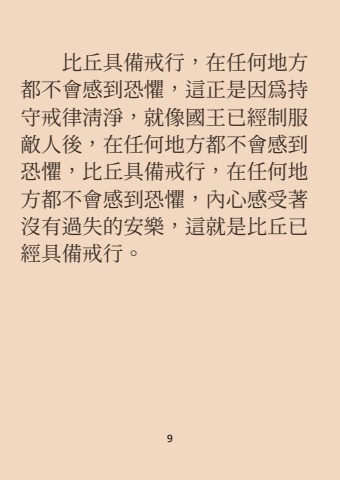 比丘具備戒行，在任何地方
都不會感到恐懼，這正是因爲持
守戒律清淨，就像國王已經制服
敵人後，在任何地方都不會感到
恐懼，比丘具備戒行，在任何地
方都不會感到恐懼，內心感受著
沒有過失的安樂，這就是比丘已
經具備戒行。
9